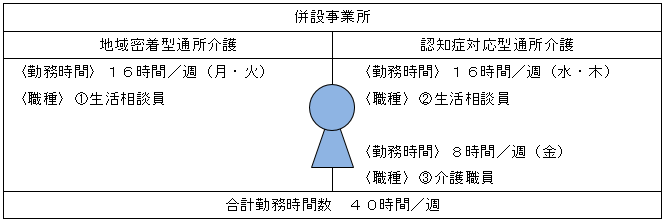 併設事業所
地域密着型通所介護
認知症対応型通所介護
〈勤務時間〉１６時間／週（月・火）
〈職種〉①生活相談員
〈勤務時間〉１６時間／週（水・木）
〈職種〉②生活相談員
〈勤務時間〉８時間／週（金）
〈職種〉③介護職員
合計勤務時間数　４０時間／週